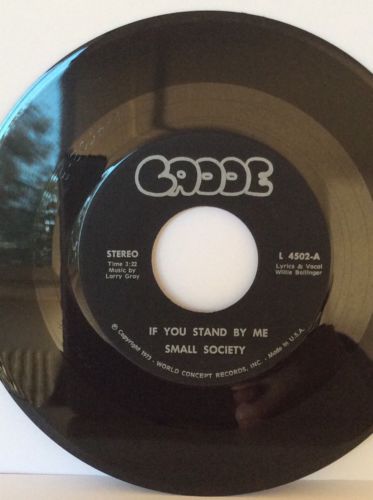 CADDE
STEREO
Time 3:22
Music by
Larry Gray
L 4502-A
Lyrics & Vocal
Willie Bollinger
IF YOU STAND BY ME
SMALL SOCIETY
© Copyright 1973 - WORLD CONCEPT RECORDS, INC. - Made in U.S.A.